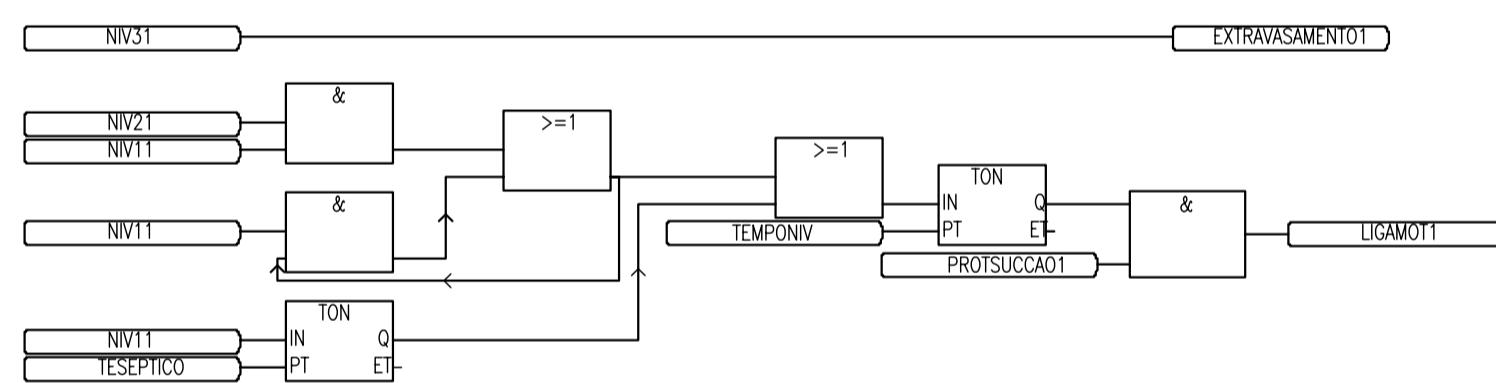 NIV31
EXTRAVASAMENTO1
&
NIV21
NIV11
>=1
>=1
&
NIV11
TON
IN
Q
TEMPONIV
PT
ET
&
LIGAMOT1
PROTSUCCAO1
TON
NIV11
IN
Q
TESEPTICO
PT
ET